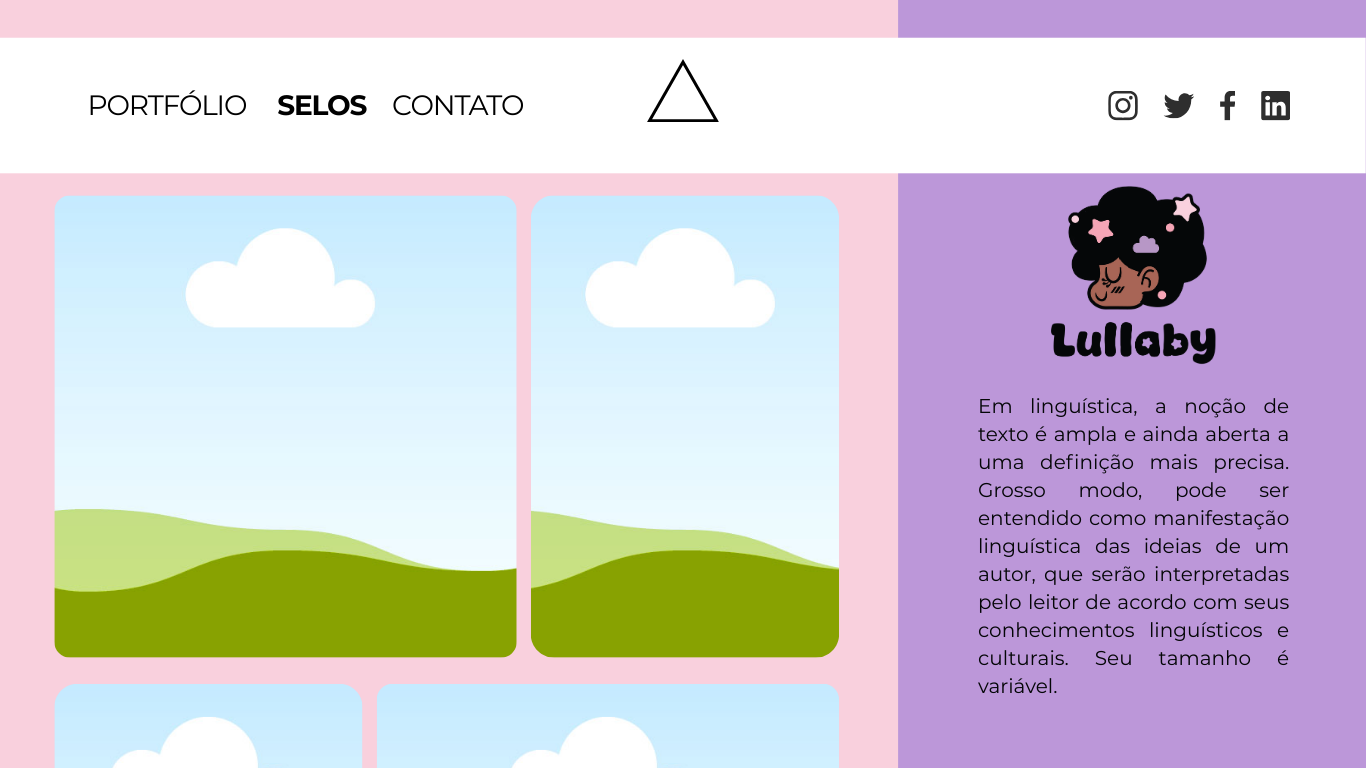 PORTFÓLIO SELOS CONTATO
Lullaby
Em linguística, a noção de
texto é ampla e ainda aberta a
uma definição mais precisa.
Grosso modo, pode ser
entendido como manifestação
linguística das ideias de um
autor, que serão interpretadas
pelo leitor de acordo com seus
conhecimentos linguísticos e
culturais. Seu tamanho é
variável.